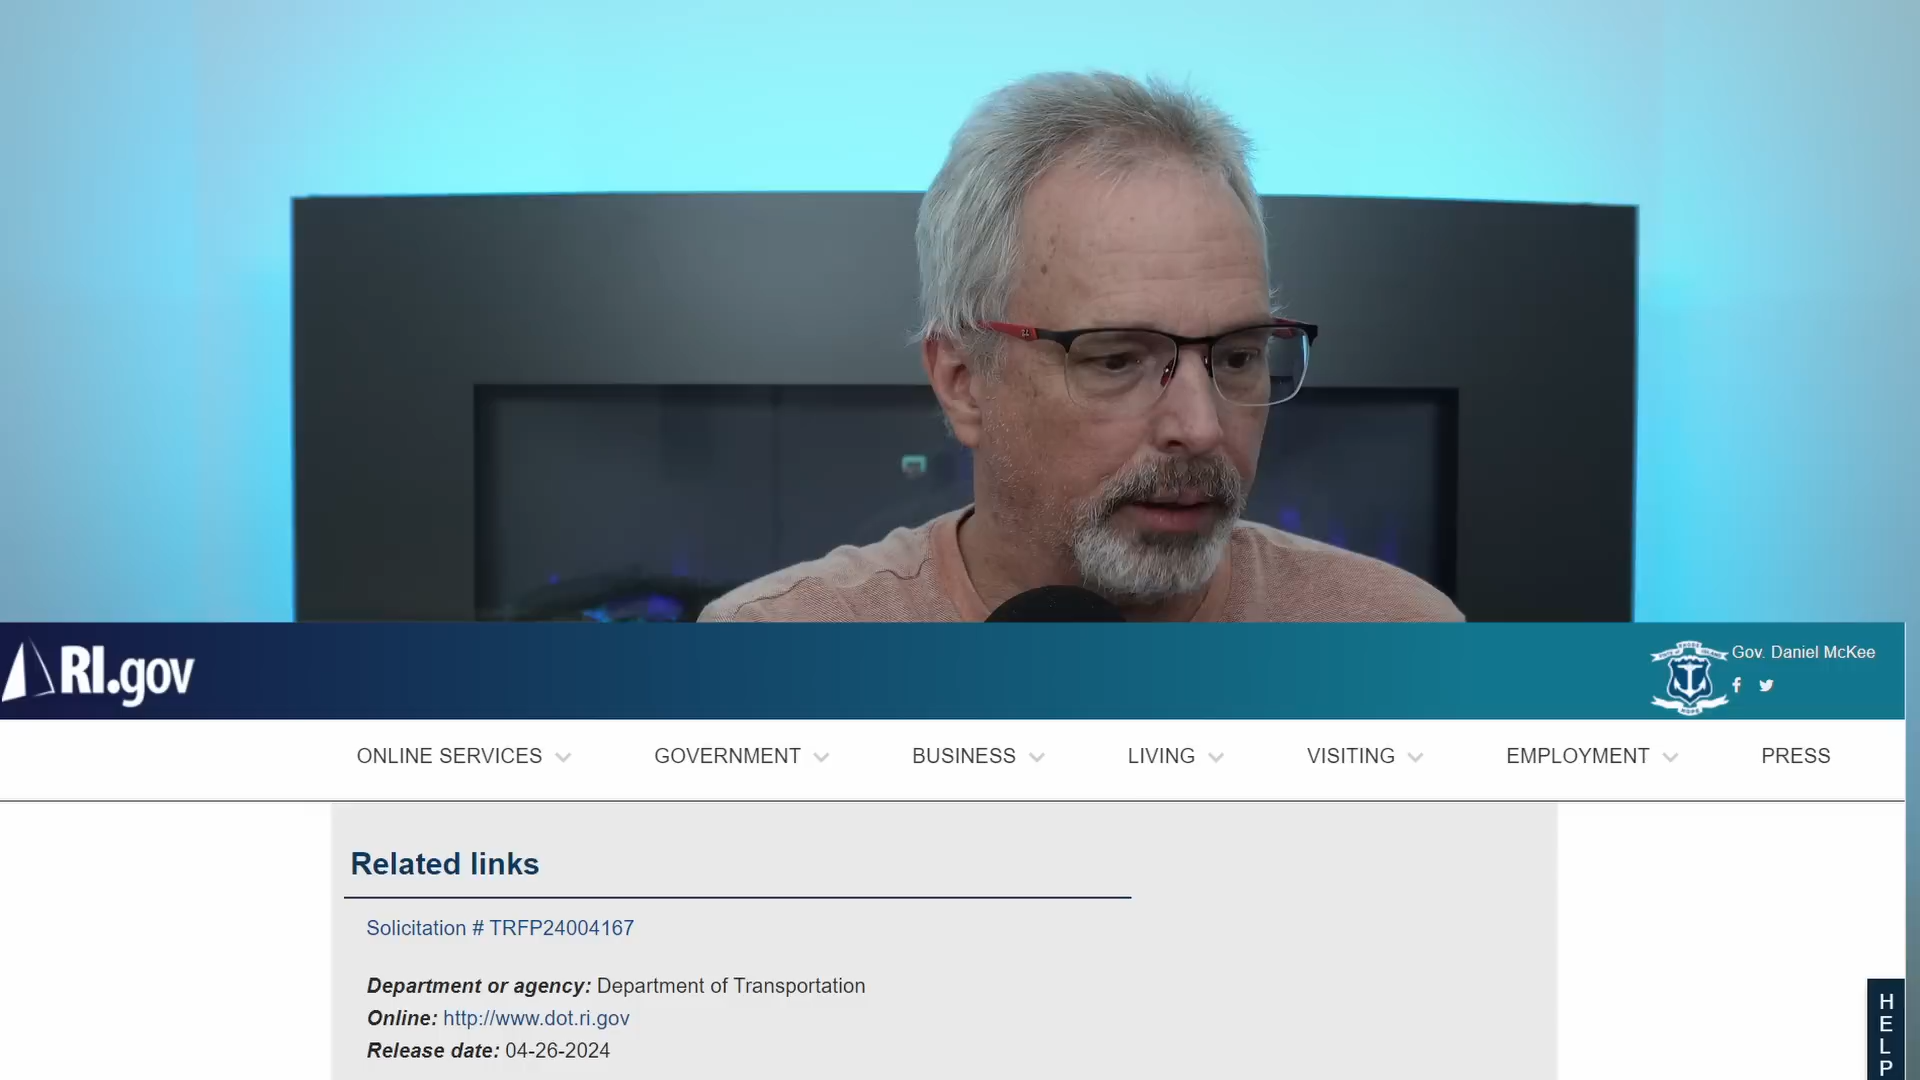 RI.gov
Gov. Daniel McKee
ONLINE SERVICES GOVERNMENT BUSINESS LIVING VISITING EMPLOYMENT PRESS
Related links
Solicitation # TRFP24004167
Department or agency: Department of Transportation
Online: http://www.dot.ri.gov
Release date: 04-26-2024
HELP